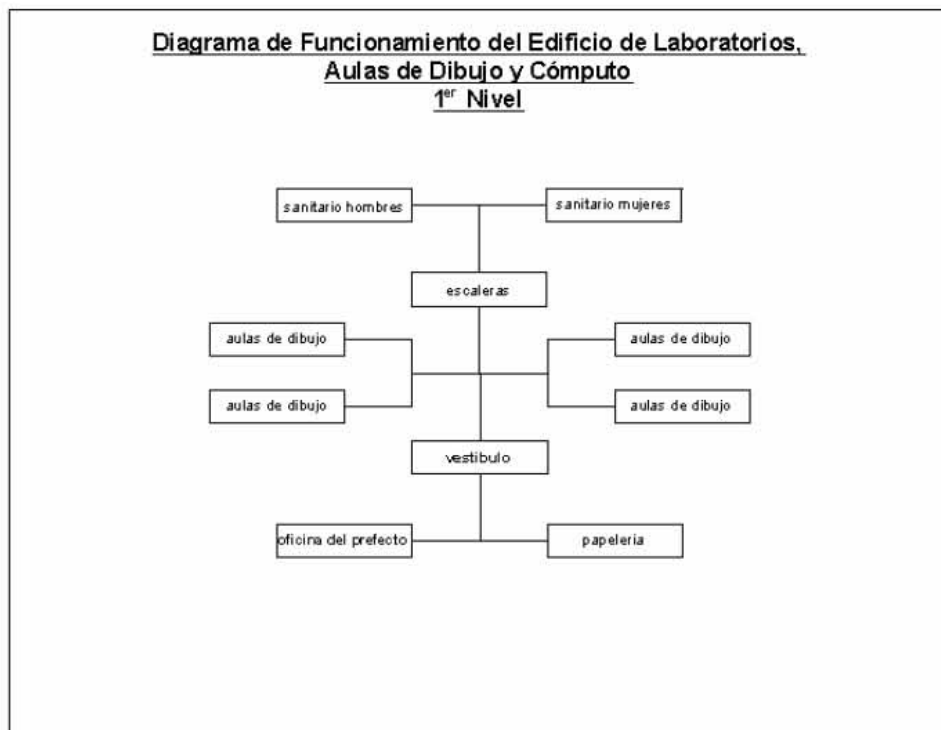 Diagrama de Funcionamiento del Edificio de Laboratorios,
Aulas de Dibujo y Cómputo
1er Nivel
sanitario hombres
sanitario mujeres
escaleras
aulas de dibujo
aulas de dibujo
aulas de dibujo
aulas de dibujo
vestibulo
oficina del prefecto
papeleria